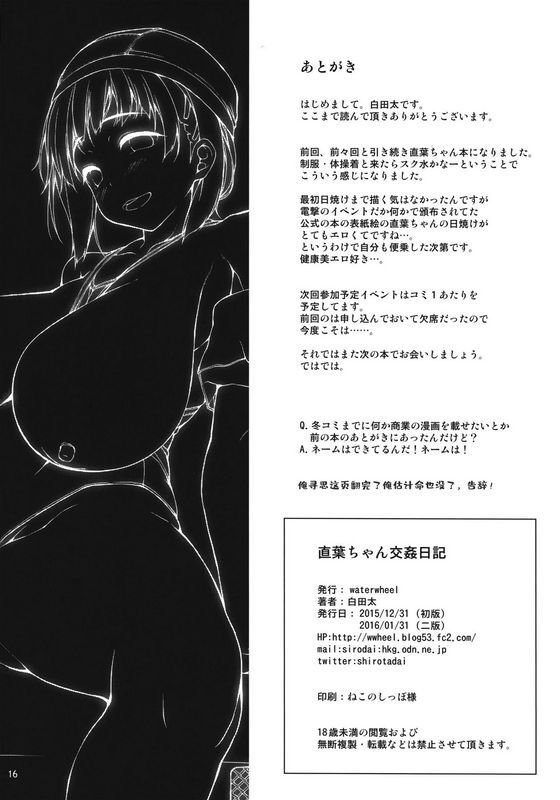 あとがき
はじめまして。白田太です。
ここまで読んで頂きありがとうございます。
前回、前々回と引き続き直葉ちゃん本になりました。
制服・体操着と来たらスク水かなーということで
こういう感じになりました。
最初日焼けまで描く気はなかったんですが
電撃のイベントだか何かで頒布されてた
公式の本の表紙絵の直葉ちゃんの日焼けが
とてもエロくてですね…。
というわけで自分も便乗した次第です。
健康美エロ好き…。
次回参加予定イベントはコミ1あたりを
予定してます。
前回のは申し込んでおいて欠席だったので
今度こそは……。
それではまた次の本でお会いしましょう。
ではでは。
Q.冬コミまでに何か商業の漫画を載せたいとか
前の本のあとがきにあったんだけど?
A.ネームはできてるんだ!ネームは!
俺寻思这页翻完了俺估计命也没了，告辞！
直葉ちゃん交姦日記
発行：waterwheel
著者：白田太
発行日：2015/12/31（初版）
2016/01/31（二版）
HP:http://wwheel.blog53.fc2.com/
mail:sirodai:hkg.odn.ne.jp
twitter:shirotadai
印刷：ねこのしっぽ様
18歳未満の閲覧および
無断複製・転載などは禁止させて頂きます。
16